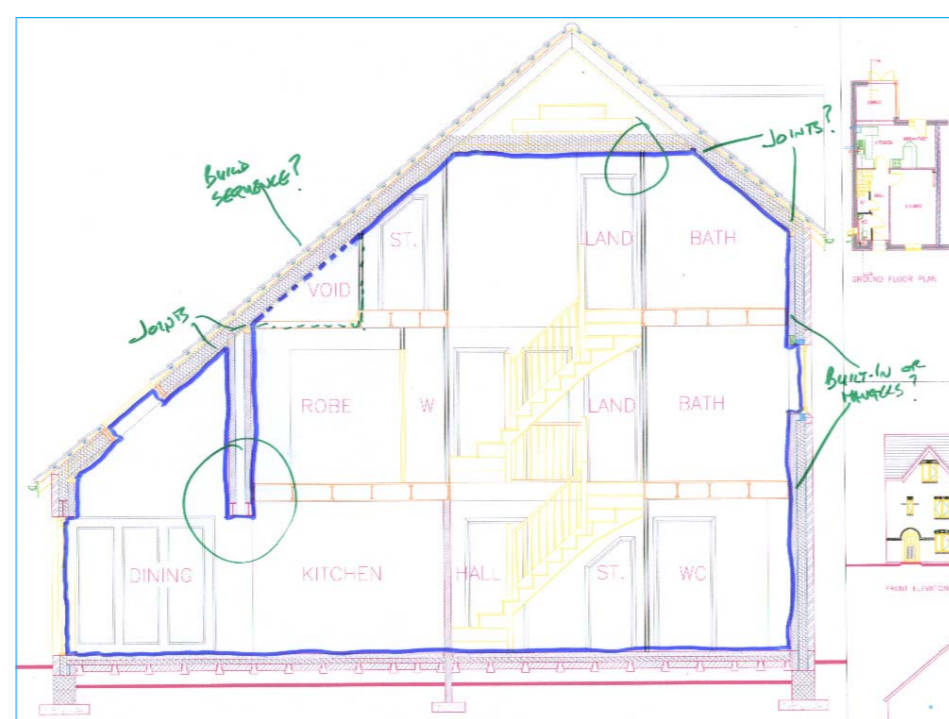 JOINTS?
BUILD
SEQUENCE?
ST.
LAND
BATH
VOID
JOINTS
BUILT-IN OR
HANGERS?
ROBE
W
LAND
BATH
DINING
KITCHEN
HALL
ST.
WC
GROUND FLOOR PLAN
FRONT ELEVATION